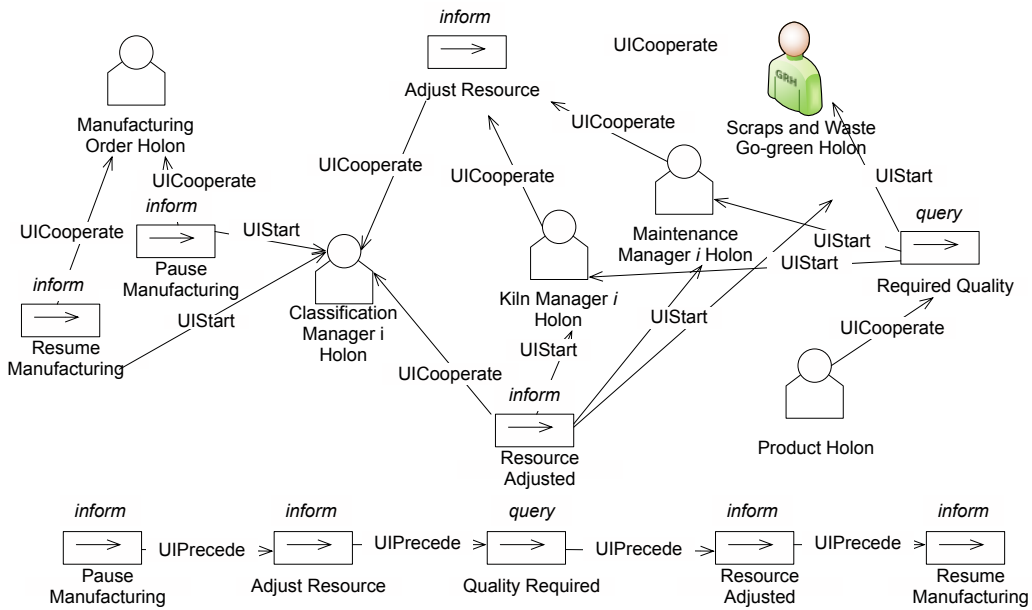 inform
Adjust Resource
UICooperate
GRH
Scraps and Waste
Go-green Holon
Manufacturing
Order Holon
UICooperate
UICooperate
UICooperate
UICooperate
UIStart
inform
Pause
Manufacturing
UIStart
UICooperate
inform
Resume
Manufacturing
UIStart
Classification
Manager i
Holon
Kiln Manager i
Holon
Maintenance
Manager i Holon
query
Required Quality
UIStart
UIStart
UIStart
UIStart
UICooperate
UICooperate
inform
Resource
Adjusted
Product Holon
inform
Pause
Manufacturing
UIPrecede
inform
Adjust Resource
UIPrecede
query
Quality Required
UIPrecede
inform
Resource
Adjusted
UIPrecede
inform
Resume
Manufacturing